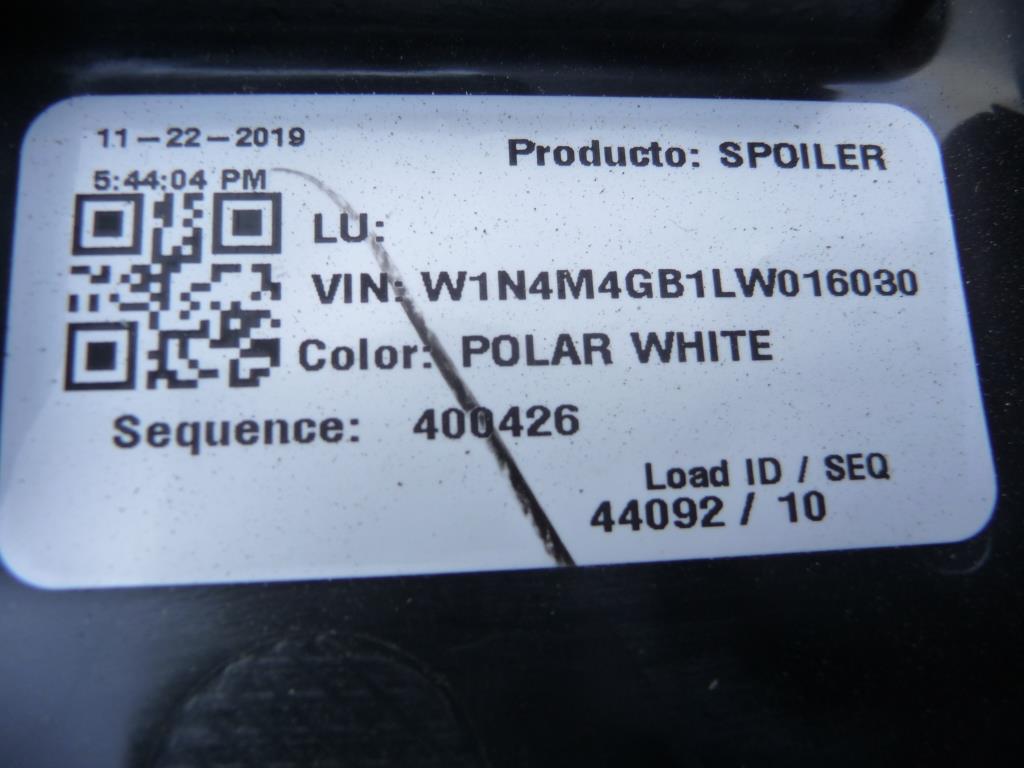 11-22-2019
Producto: SPOILER
5:44:04 PM
LU:
VIN: W1N4M4GB1LW016030
Color: POLAR WHITE
Sequence: 400426
Load ID / SEQ
44092 / 10